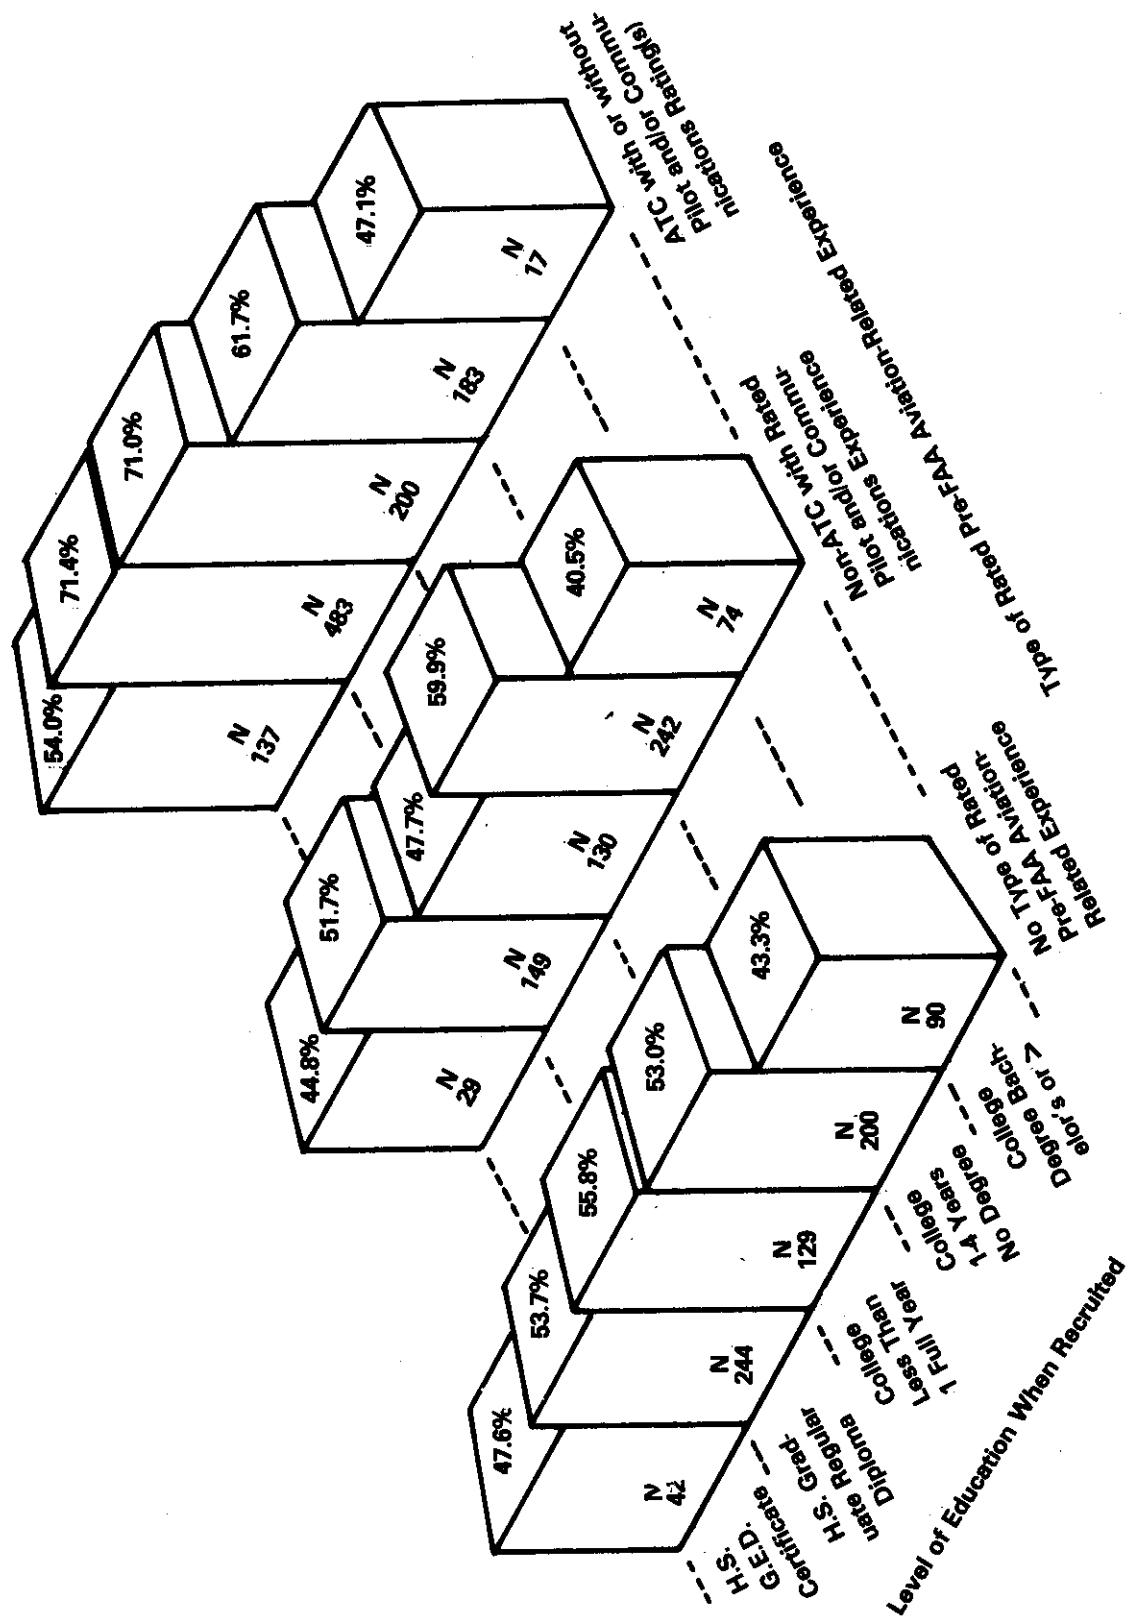 54.0%
71.4%
71.0%
61.7%
47.1%
N
137
N
483
N
200
N
183
N
17
ATC with or without
Pilot and/or Commu-
nications Rating(s)
44.8%
51.7%
47.7%
59.9%
40.5%
N
29
N
149
N
130
N
242
N
74
Non-ATC with Rated
Pilot and/or Commu-
nications Experience
47.6%
53.7%
55.8%
53.0%
43.3%
N
42
N
244
N
129
N
200
N
90
No Type of Rated
Pre-FAA Aviation-
Related Experience
Type of Rated Pre-FAA Aviation-Related Experience
H.S.
G.E.D.
Certificate
H.S. Grad-
uate Regular
Diploma
College
Less Than
1 Full Year
College
1-4 Years
No Degree
College
Degree Bach-
elor's or >
Level of Education When Recruited